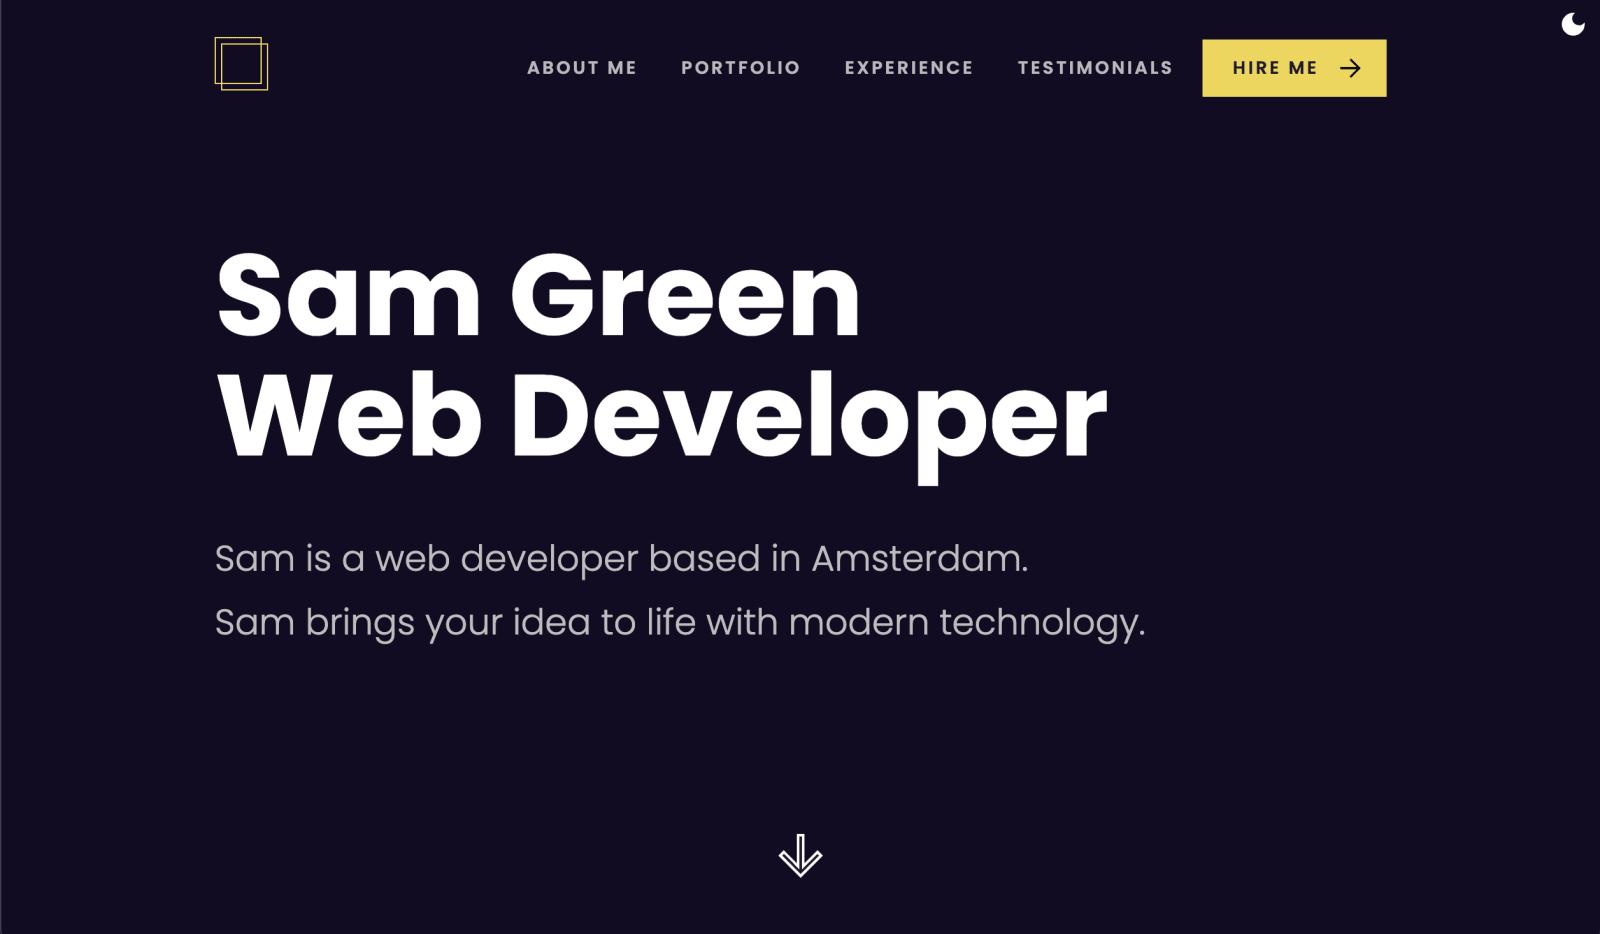 ABOUT ME PORTFOLIO EXPERIENCE TESTIMONIALS HIRE ME
Sam Green
Web Developer
Sam is a web developer based in Amsterdam.
Sam brings your idea to life with modern technology.